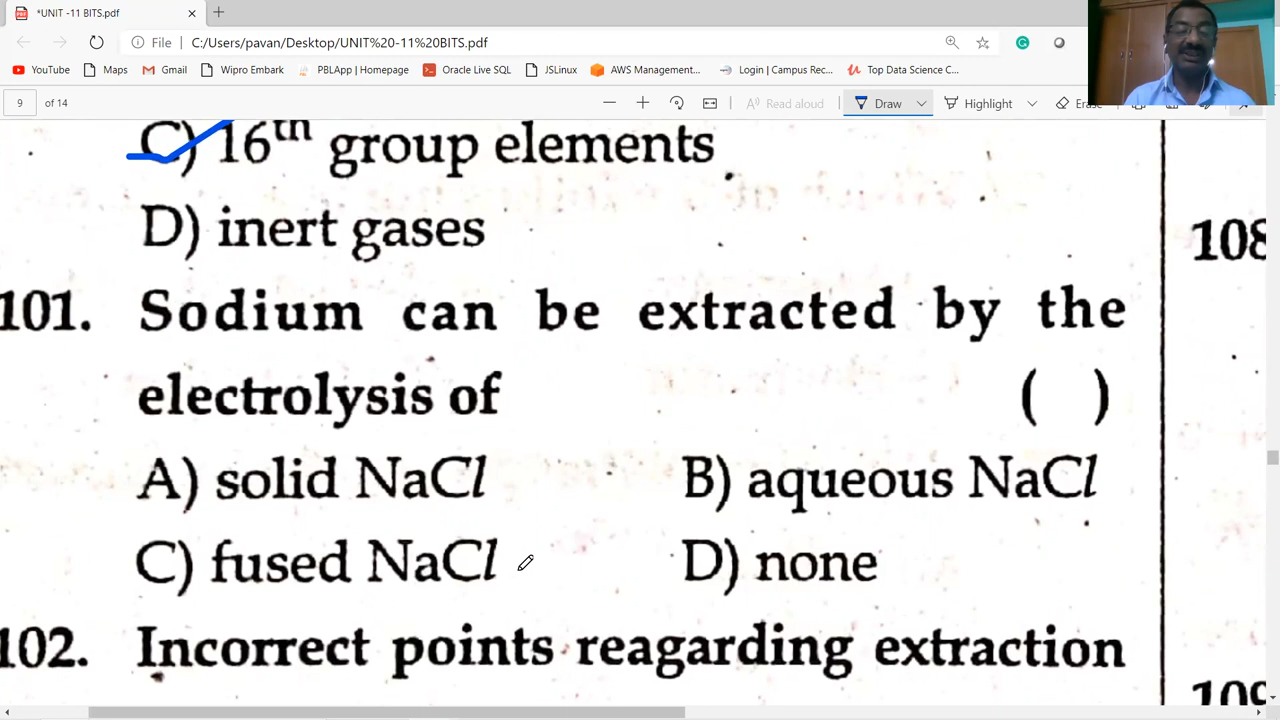 *UNIT -11 BITS.pdf
File C:/Users/pavan/Desktop/UNIT%20-11%20BITS.pdf
YouTube Maps Gmail Wipro Embark PBLApp | Homepage Oracle Live SQL JSLinux AWS Management... Login | Campus Rec... Top Data Science C...
9 of 14 Read aloud Draw Highlight Erase
C) 16th group elements
D) inert gases
108
101. Sodium can be extracted by the
electrolysis of ( )
A) solid NaCl B) aqueous NaCl
C) fused NaCl D) none
102. Incorrect points reagarding extraction